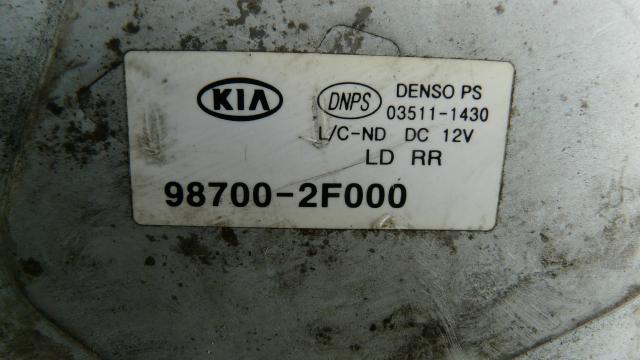 KIA DNPS DENSO PS
03511-1430
L/C-ND DC 12V
LD RR
98700-2F000